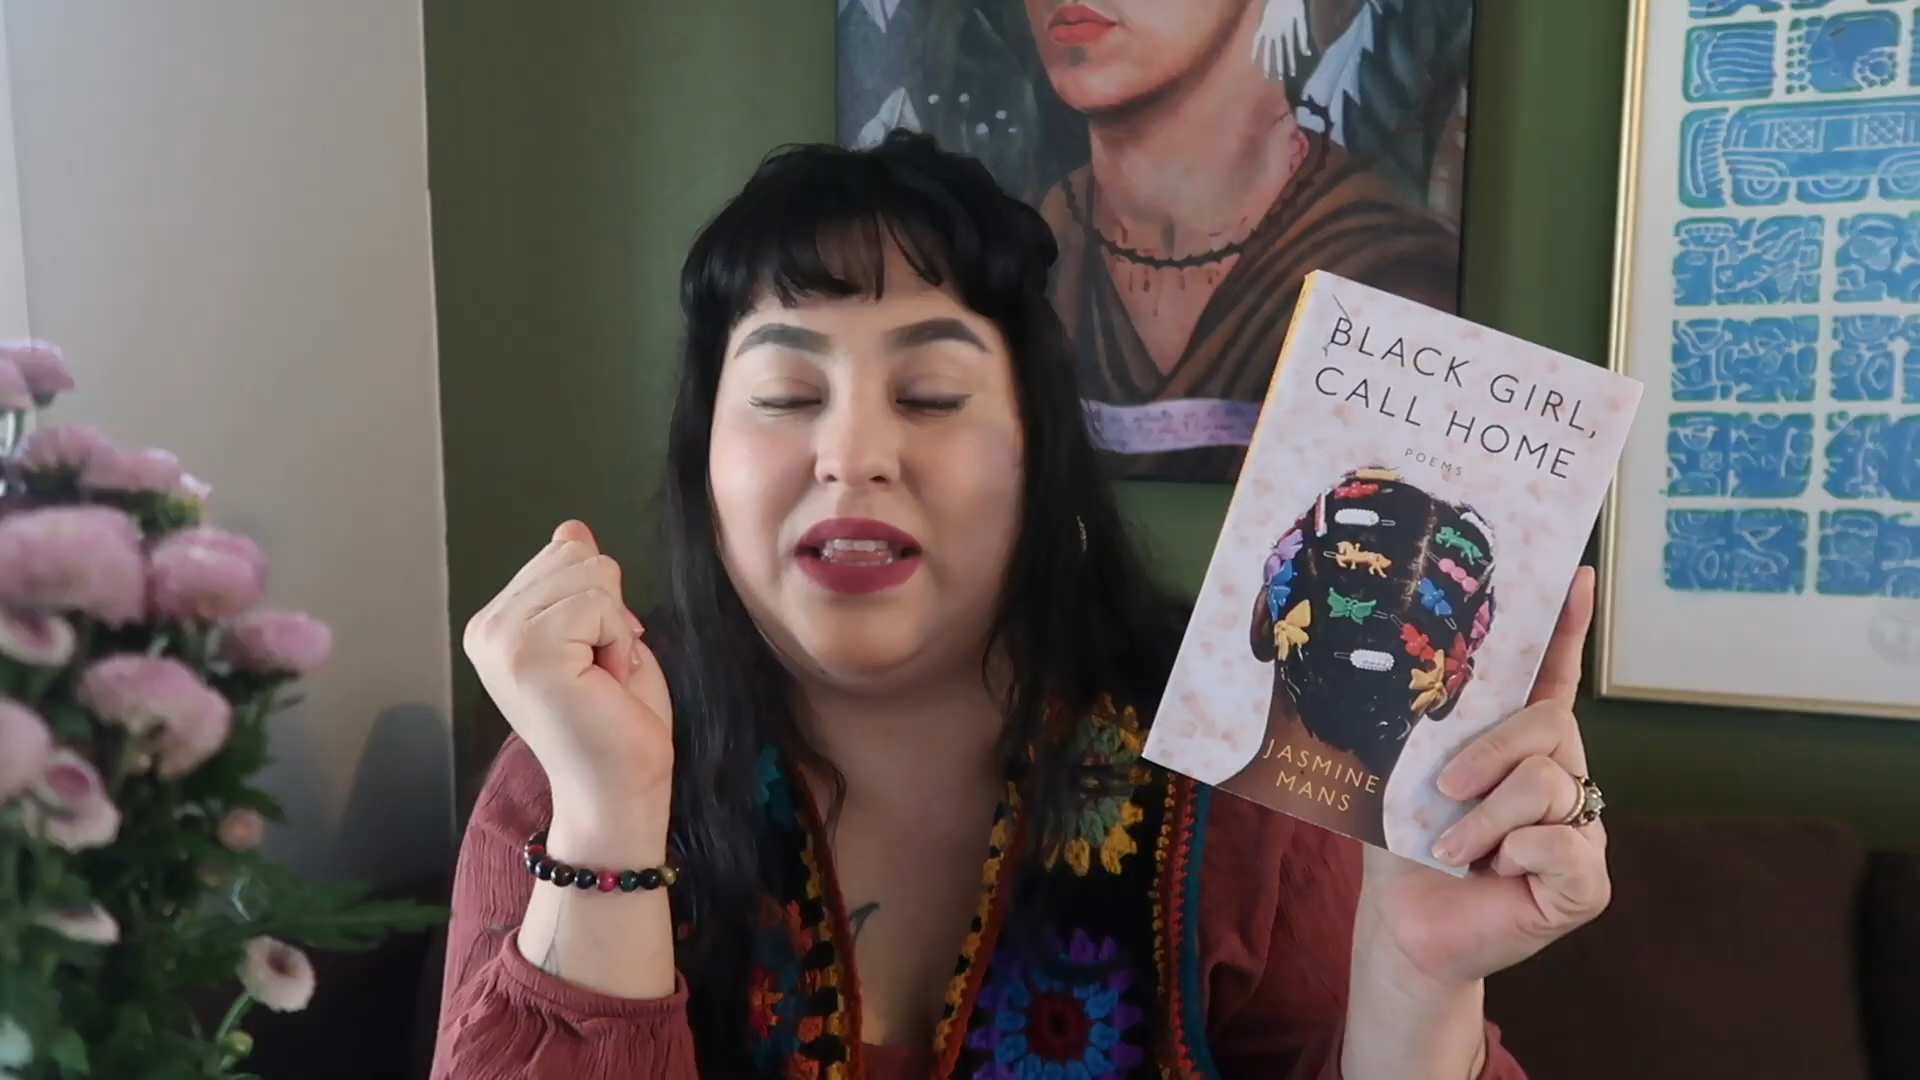 BLACK GIRL,
CALL HOME
POEMS
JASMINE
MANS